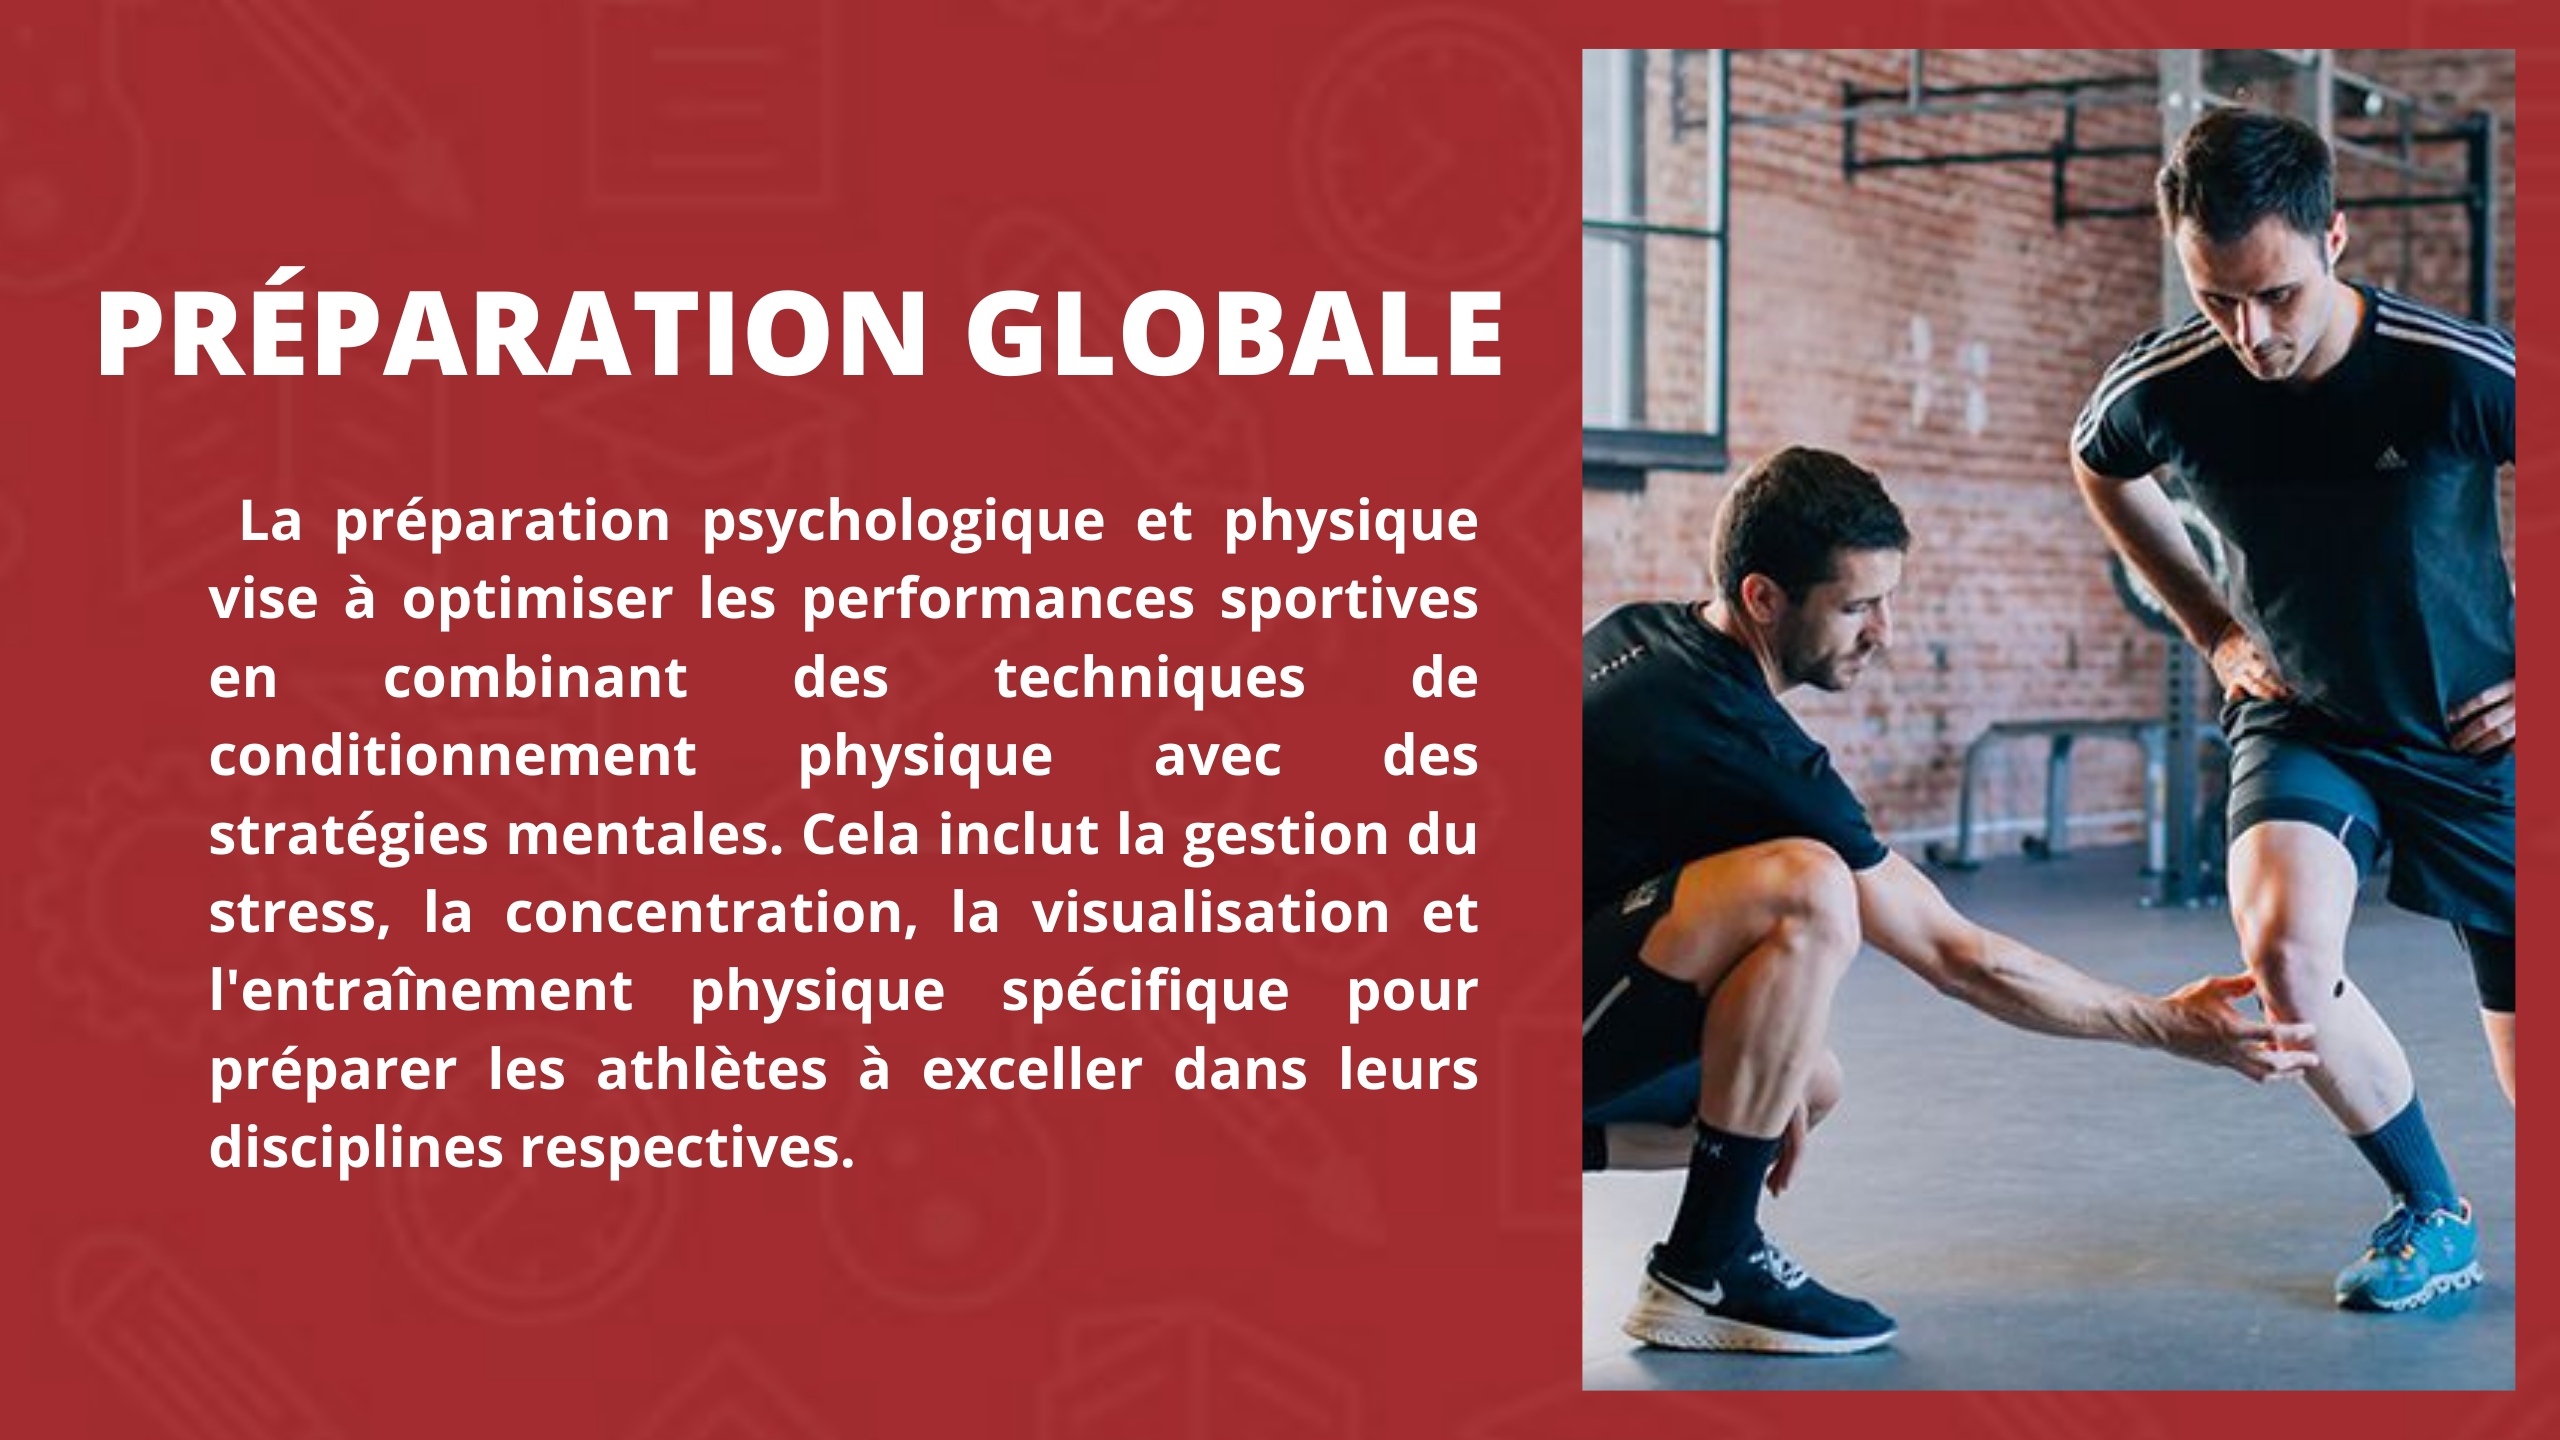 PRÉPARATION GLOBALE
La préparation psychologique et physique
vise à optimiser les performances sportives
en combinant des techniques de
conditionnement physique avec des
stratégies mentales. Cela inclut la gestion du
stress, la concentration, la visualisation et
l'entraînement physique spécifique pour
préparer les athlètes à exceller dans leurs
disciplines respectives.